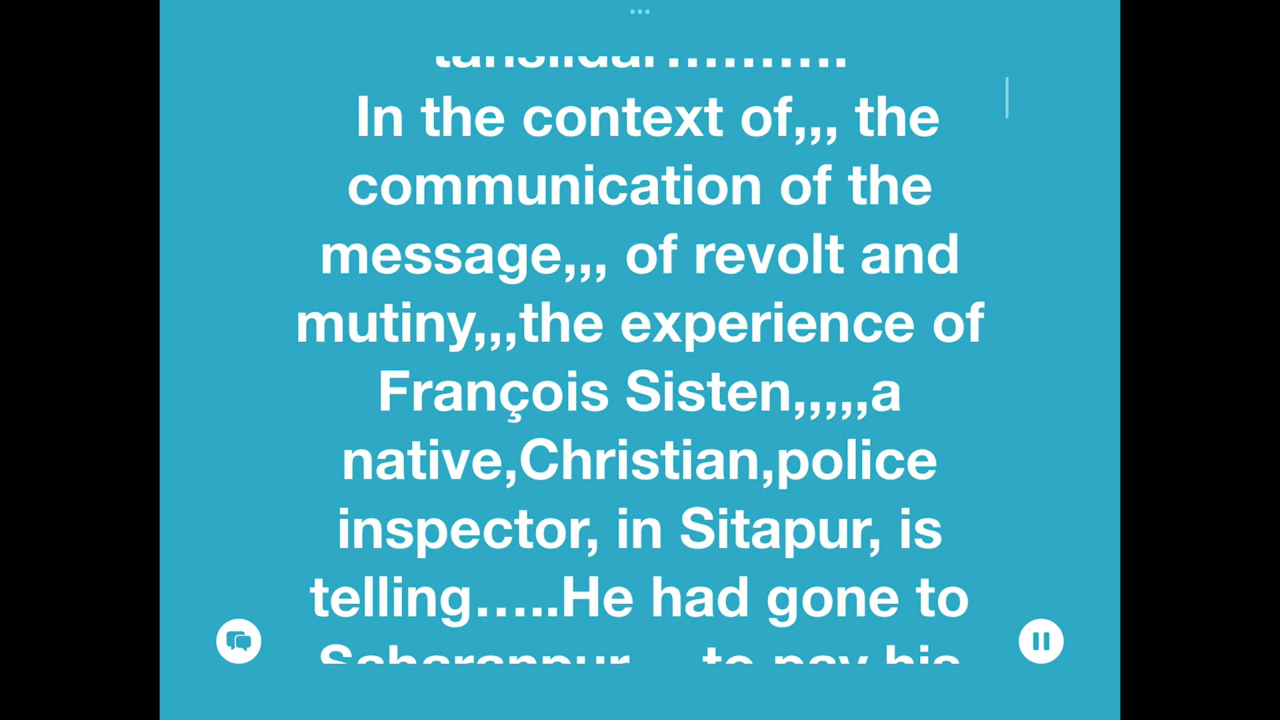 In the context of,,, the
communication of the
message,,, of revolt and
mutiny,,,the experience of
François Sisten,,,,,a
native,Christian,police
inspector, in Sitapur, is
telling…..He had gone to